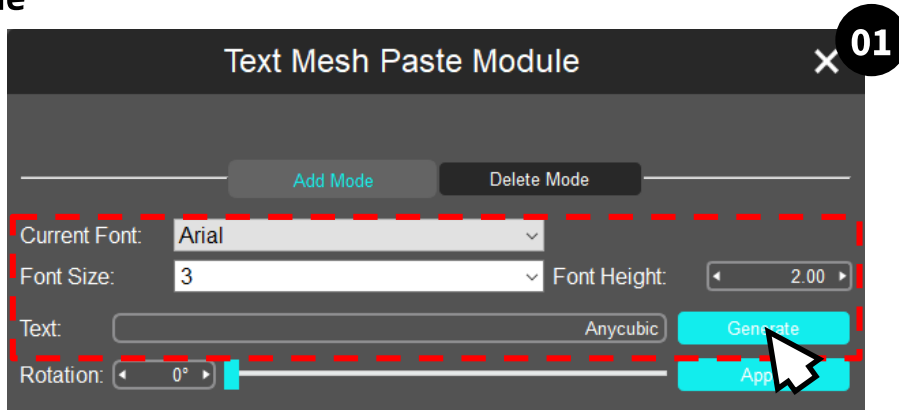 01
Text Mesh Paste Module
Add Mode Delete Mode
Current Font: Arial
Font Size: 3 Font Height: 2.00
Text: Anycubic Generate
Rotation: 0°